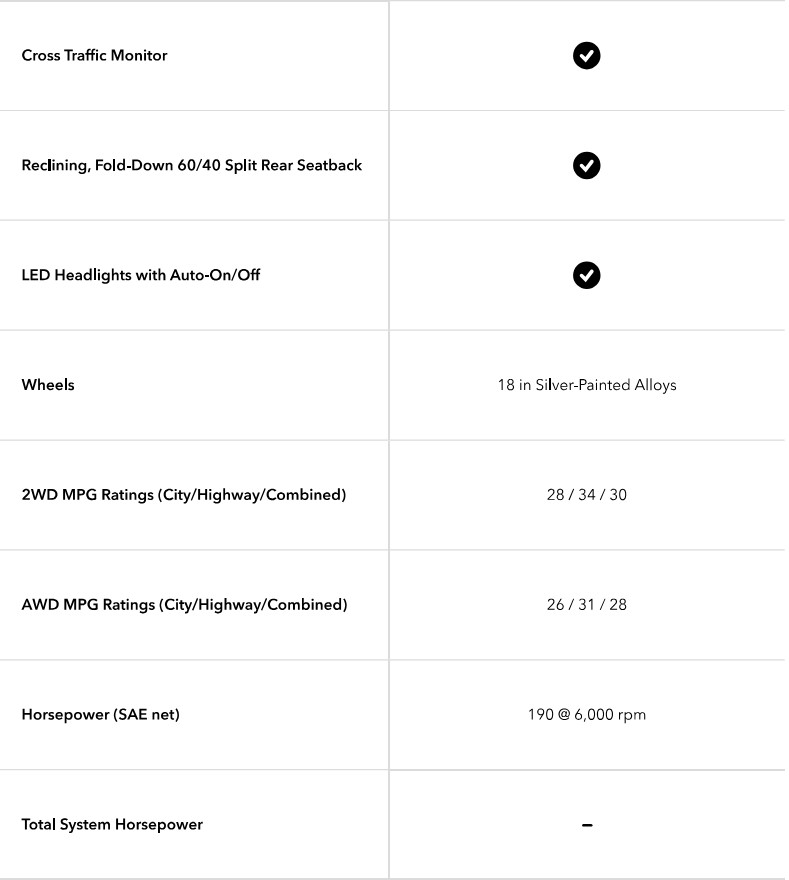 Cross Traffic Monitor
Reclining, Fold-Down 60/40 Split Rear Seatback
LED Headlights with Auto-On/Off
Wheels
18 in Silver-Painted Alloys
2WD MPG Ratings (City/Highway/Combined)
28 / 34 / 30
AWD MPG Ratings (City/Highway/Combined)
26 / 31 / 28
Horsepower (SAE net)
190 @ 6,000 rpm
Total System Horsepower
–